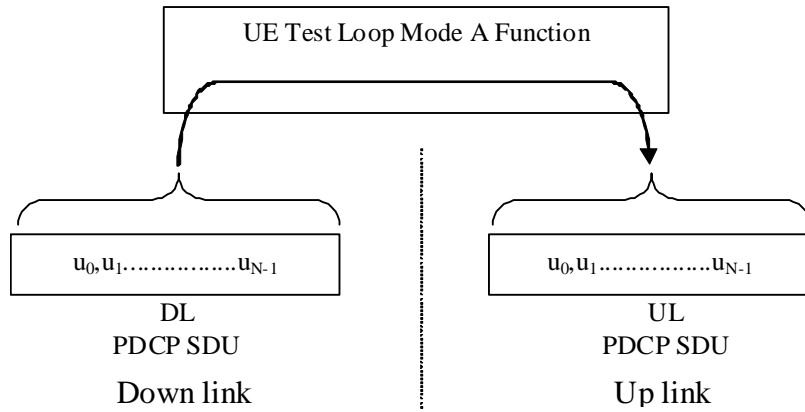 UE Test Loop Mode A Function
u0,u1..................uN-1
u0,u1..................uN-1
DL
PDCP SDU
UL
PDCP SDU
Down link
Up link